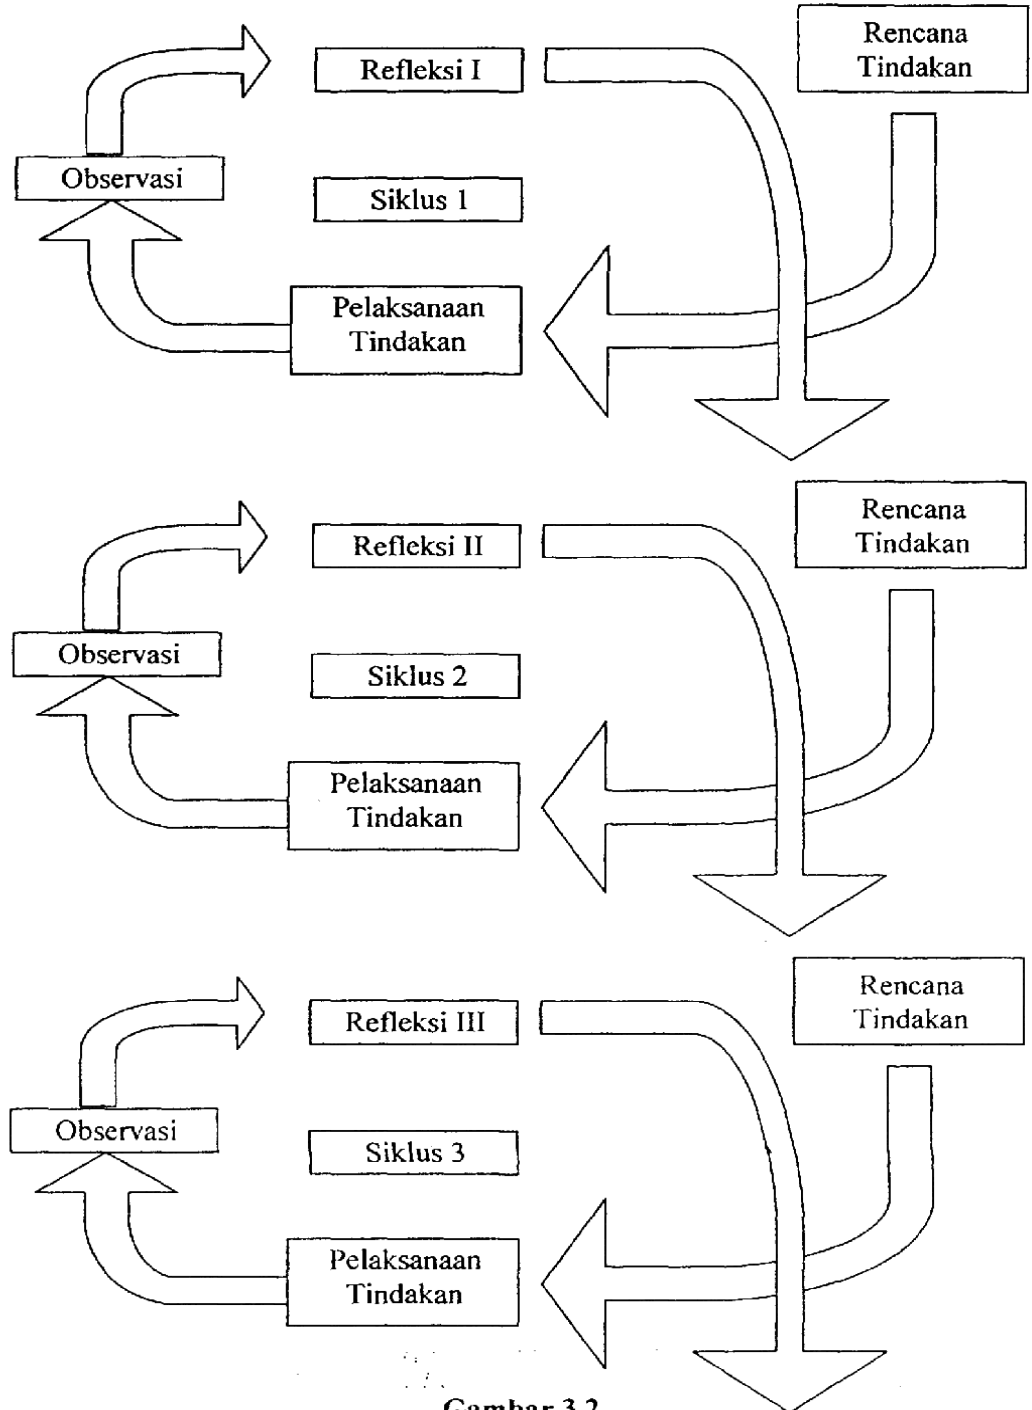 Refleksi I
Rencana
Tindakan
Observasi
Siklus 1
Pelaksanaan
Tindakan
Refleksi II
Rencana
Tindakan
Observasi
Siklus 2
Pelaksanaan
Tindakan
Refleksi III
Rencana
Tindakan
Observasi
Siklus 3
Pelaksanaan
Tindakan
Gambar 3.2